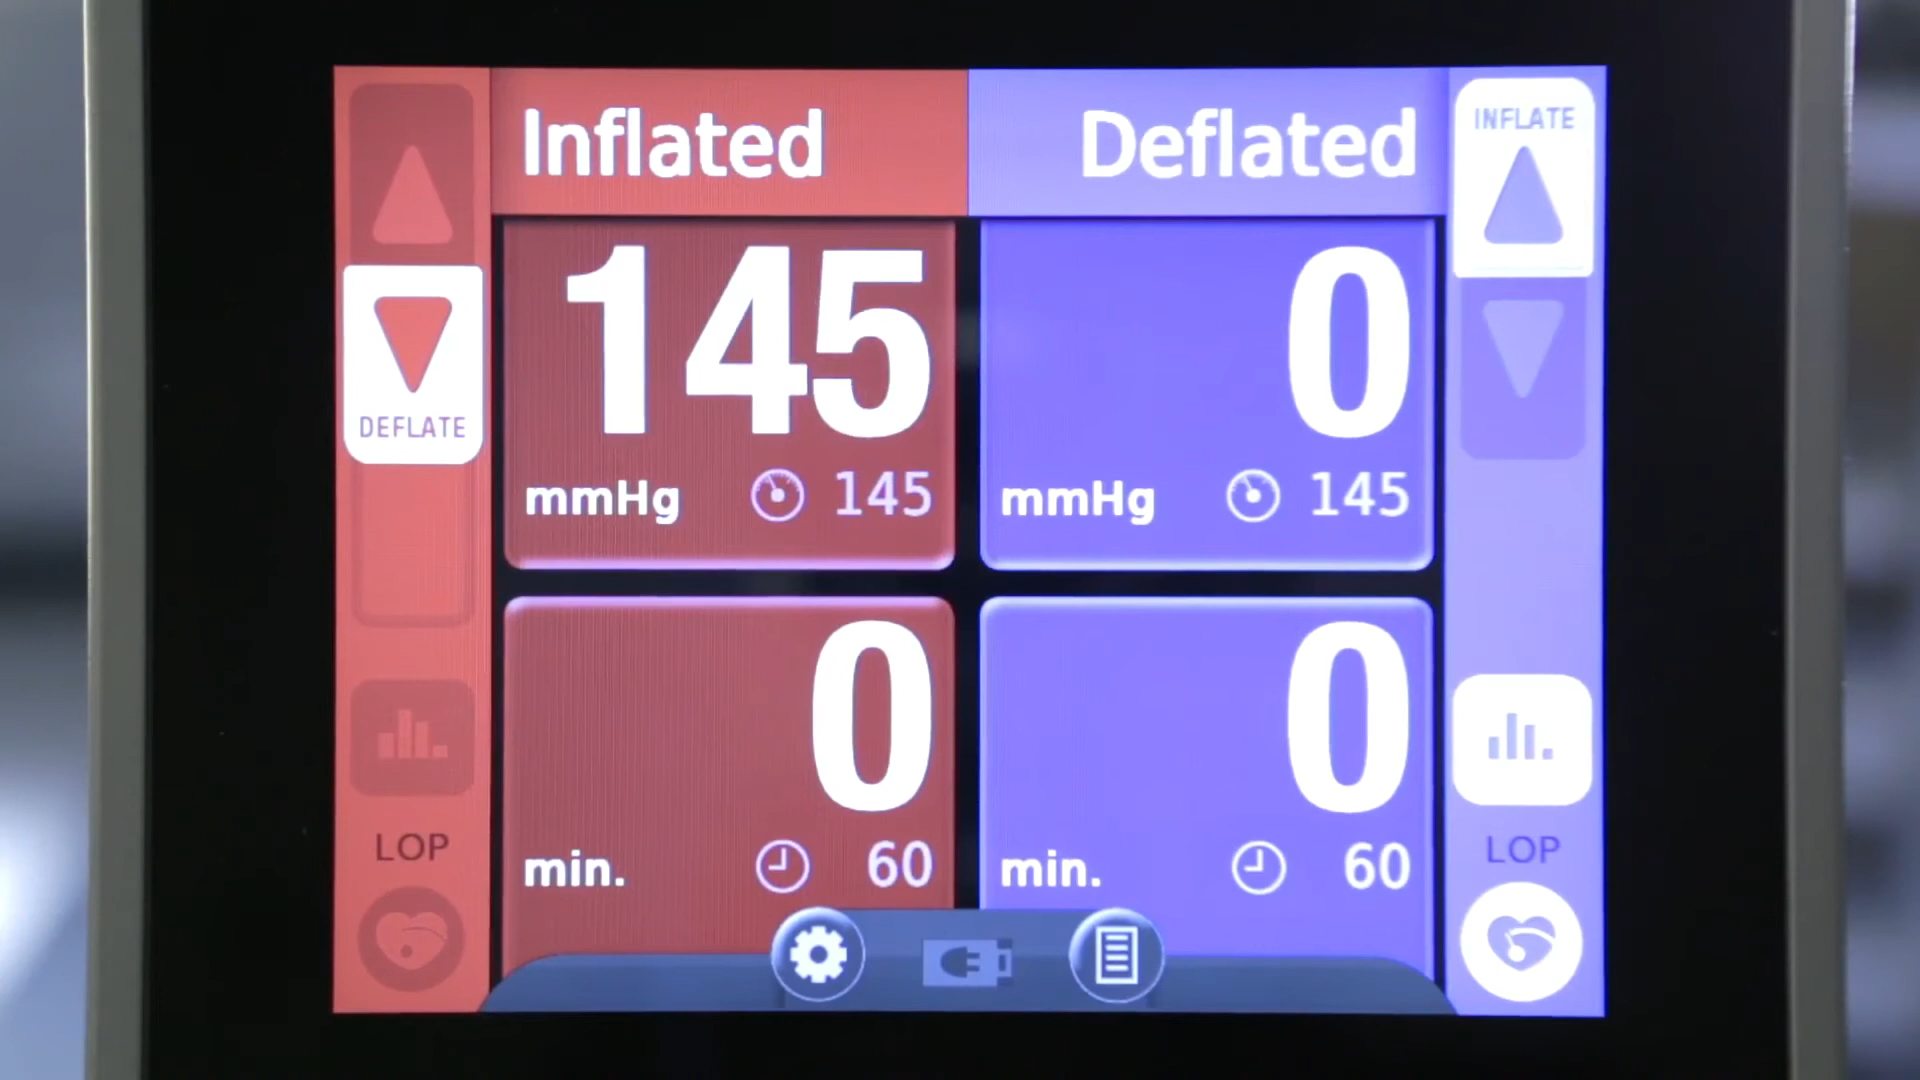 Inflated
Deflated
INFLATE
145
0
DEFLATE
mmHg 145
mmHg 145
0
0
LOP
LOP
min. 60
min. 60